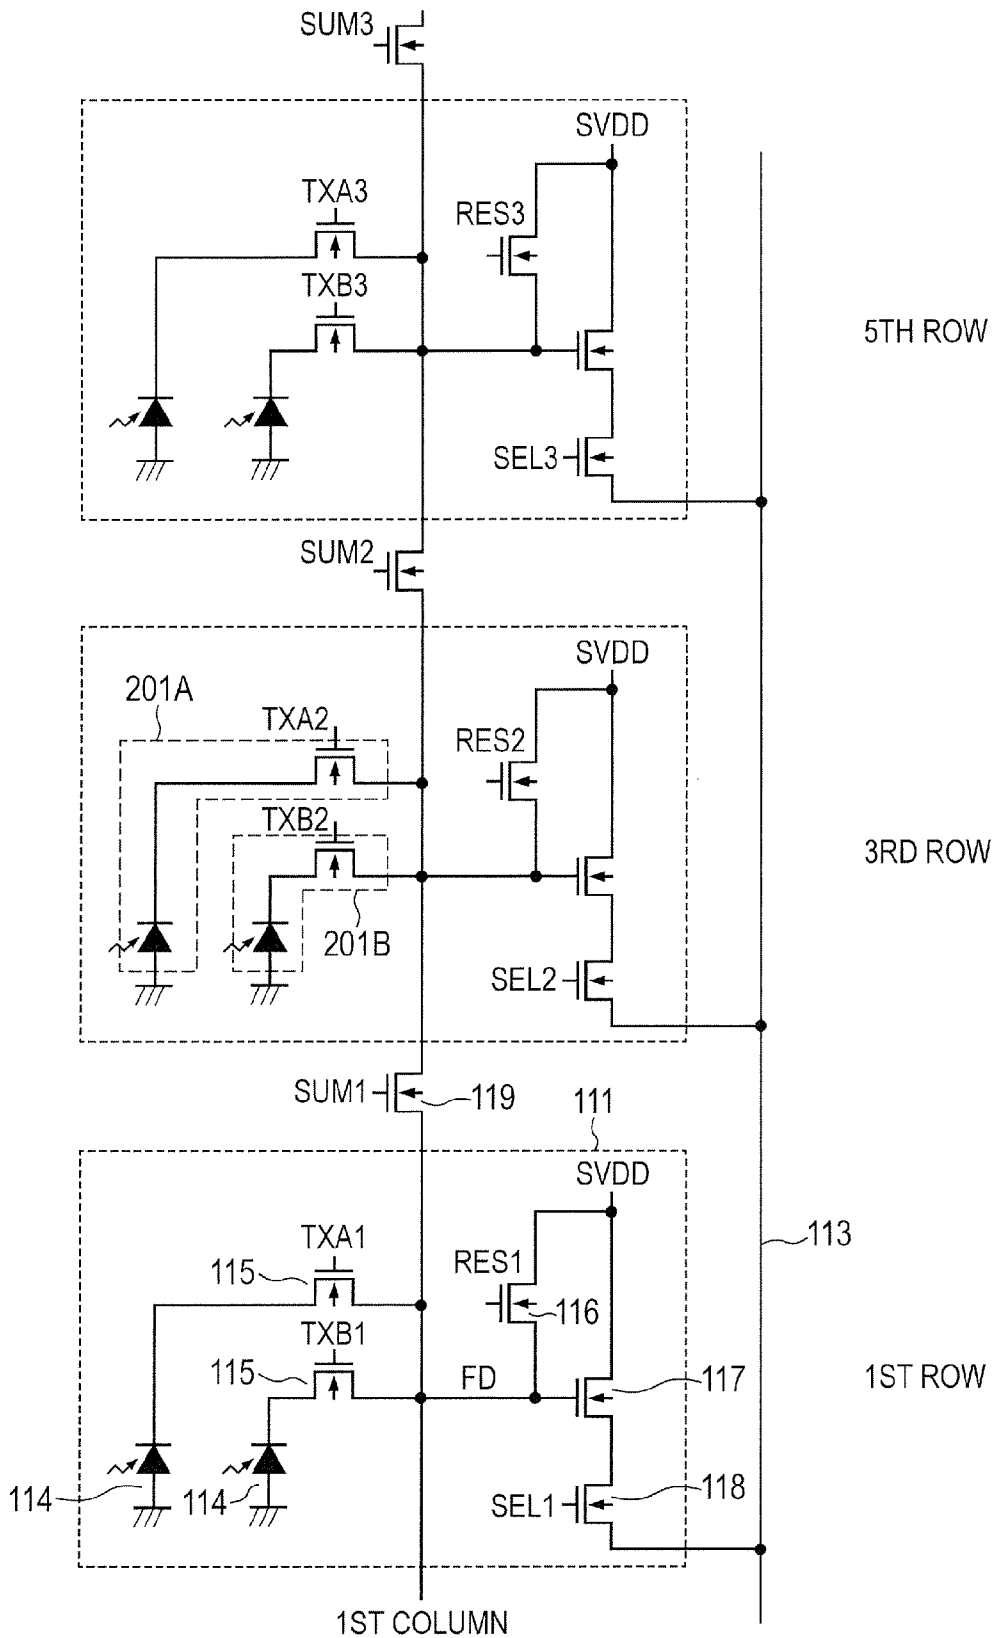 SUM3
SVDD
TXA3
RES3
TXB3
5TH ROW
SEL3
SUM2
SVDD
201A
TXA2
RES2
TXB2
3RD ROW
201B
SEL2
SUM1
119
111
SVDD
113
TXA1
115
RES1
116
TXB1
115
FD
117
1ST ROW
114
114
SEL1
118
1ST COLUMN